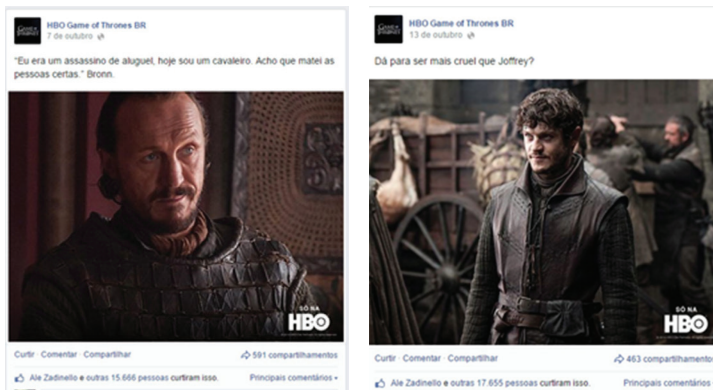 HBO Game of Thrones BR
7 de outubro
"Eu era um assassino de aluguel, hoje sou um cavaleiro. Acho que matei as
pessoas certas." Bronn.
SÓ NA
HBO
Curtir · Comentar · Compartilhar
591 compartilhamentos
Ale Zadinello e outras 15.666 pessoas curtiram isso.
Principais comentários
HBO Game of Thrones BR
13 de outubro
Dá para ser mais cruel que Joffrey?
SÓ NA
HBO
Curtir · Comentar · Compartilhar
463 compartilhamentos
Ale Zadinello e outras 17.655 pessoas curtiram isso.
Principais comentários